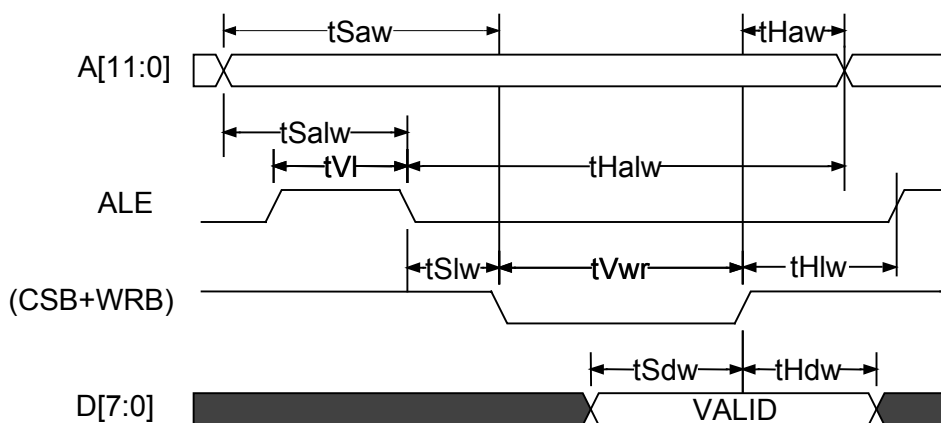 tSaw
tHaw
A[11:0]
tSalw
tVl
tHalw
ALE
tSlw
tVwr
tHlw
(CSB+WRB)
tSdw
tHdw
D[7:0]
VALID